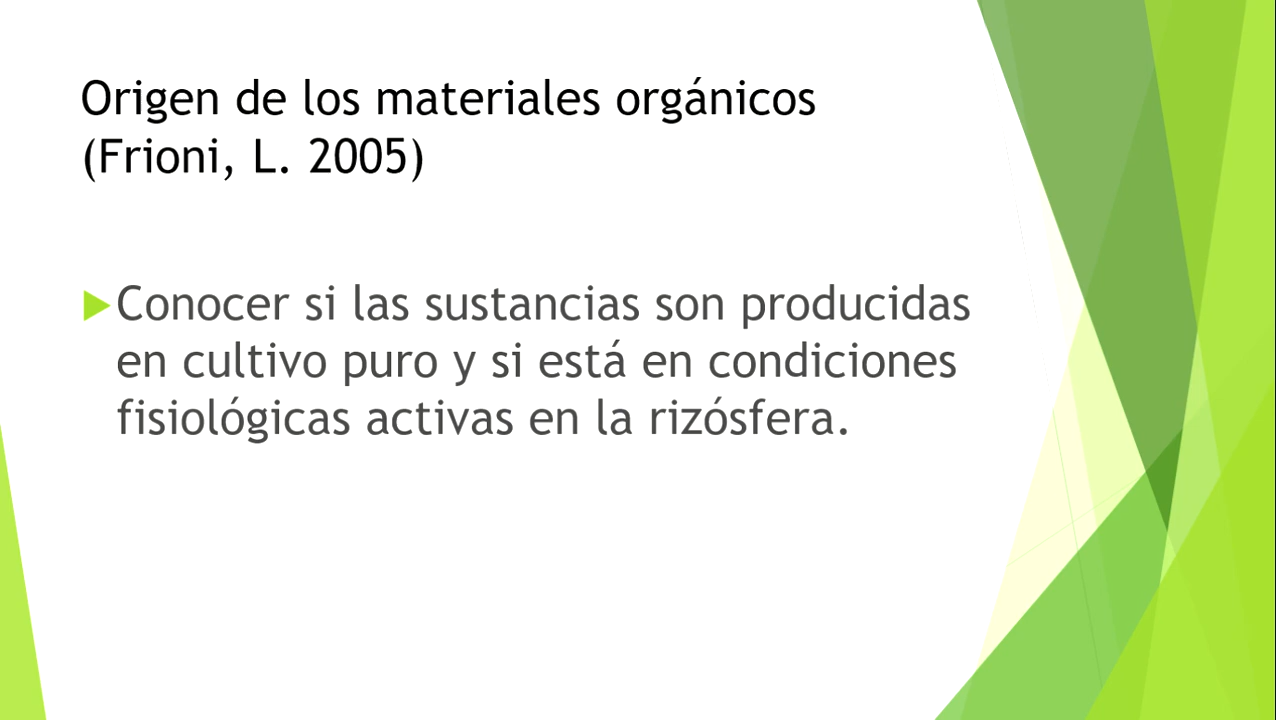 Origen de los materiales orgánicos
(Frioni, L. 2005)
Conocer si las sustancias son producidas
en cultivo puro y si está en condiciones
fisiológicas activas en la rizósfera.